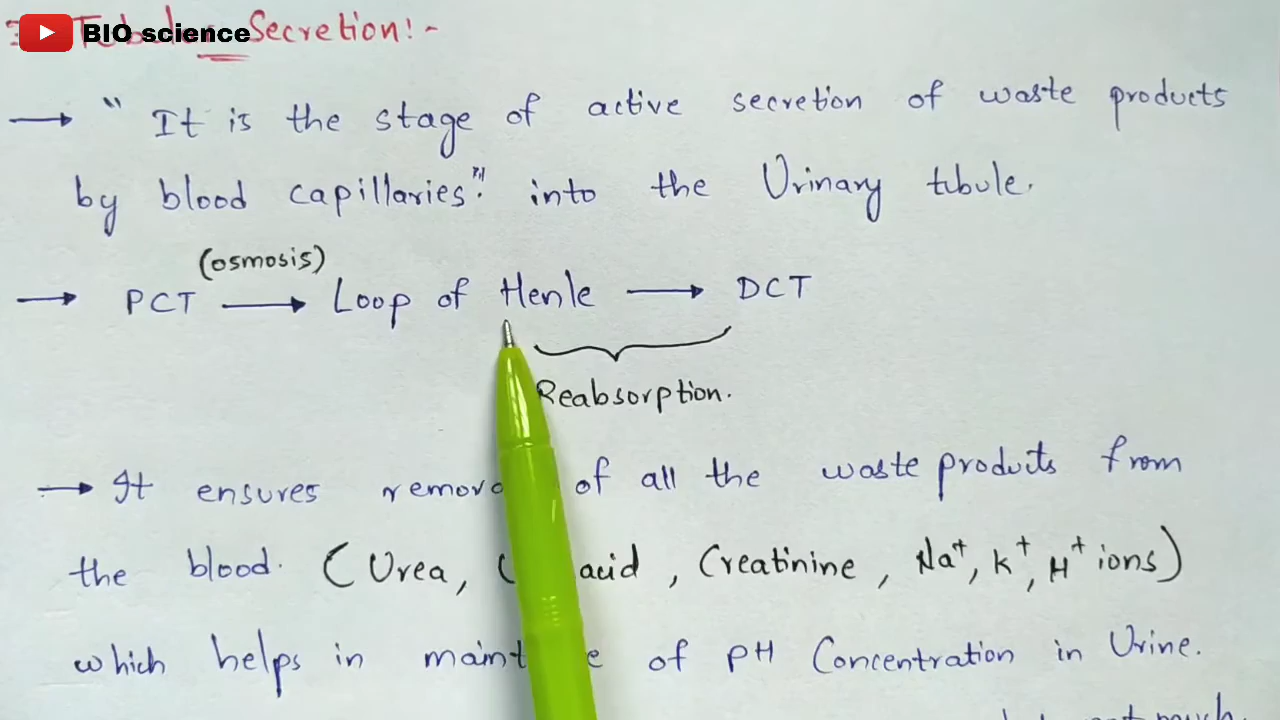 BIO science
Secretion:-
→ " It is the stage of active secretion of waste products
by blood capillaries". into the Urinary tubule.
(osmosis)
→ PCT → Loop of Henle → DCT
Reabsorption.
→ It ensures of all the waste products from
the blood. (Urea, acid, Creatinine, Na+, K+, H+ ions)
which helps in of PH Concentration in Urine.
much.